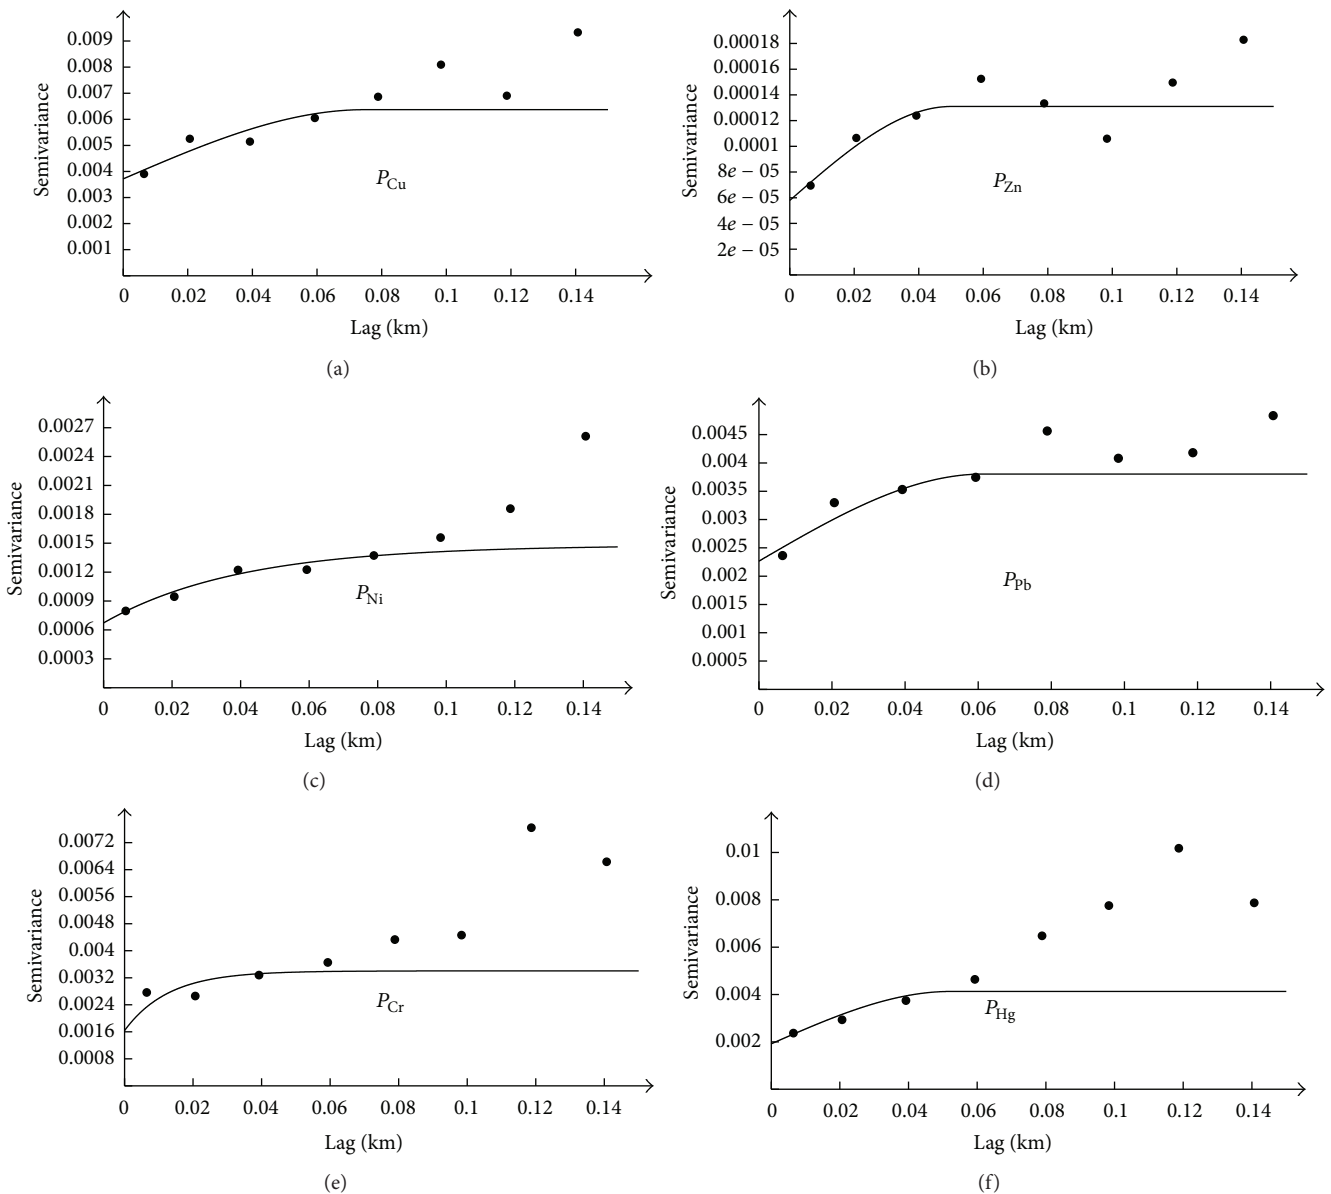 0.009
0.008
0.007
0.006
0.005
0.004
0.003
0.002
0.001
Semivariance
P_Cu
0 0.02 0.04 0.06 0.08 0.1 0.12 0.14
Lag (km)
(a)
0.00018
0.00016
0.00014
0.00012
0.0001
8e − 05
6e − 05
4e − 05
2e − 05
Semivariance
P_Zn
0 0.02 0.04 0.06 0.08 0.1 0.12 0.14
Lag (km)
(b)
0.0027
0.0024
0.0021
0.0018
0.0015
0.0012
0.0009
0.0006
0.0003
Semivariance
P_Ni
0 0.02 0.04 0.06 0.08 0.1 0.12 0.14
Lag (km)
(c)
0.0045
0.004
0.0035
0.003
0.0025
0.002
0.0015
0.001
0.0005
Semivariance
P_Pb
0 0.02 0.04 0.06 0.08 0.1 0.12 0.14
Lag (km)
(d)
0.0072
0.0064
0.0056
0.0048
0.004
0.0032
0.0024
0.0016
0.0008
Semivariance
P_Cr
0 0.02 0.04 0.06 0.08 0.1 0.12 0.14
Lag (km)
(e)
0.01
0.008
0.006
0.004
0.002
Semivariance
P_Hg
0 0.02 0.04 0.06 0.08 0.1 0.12 0.14
Lag (km)
(f)